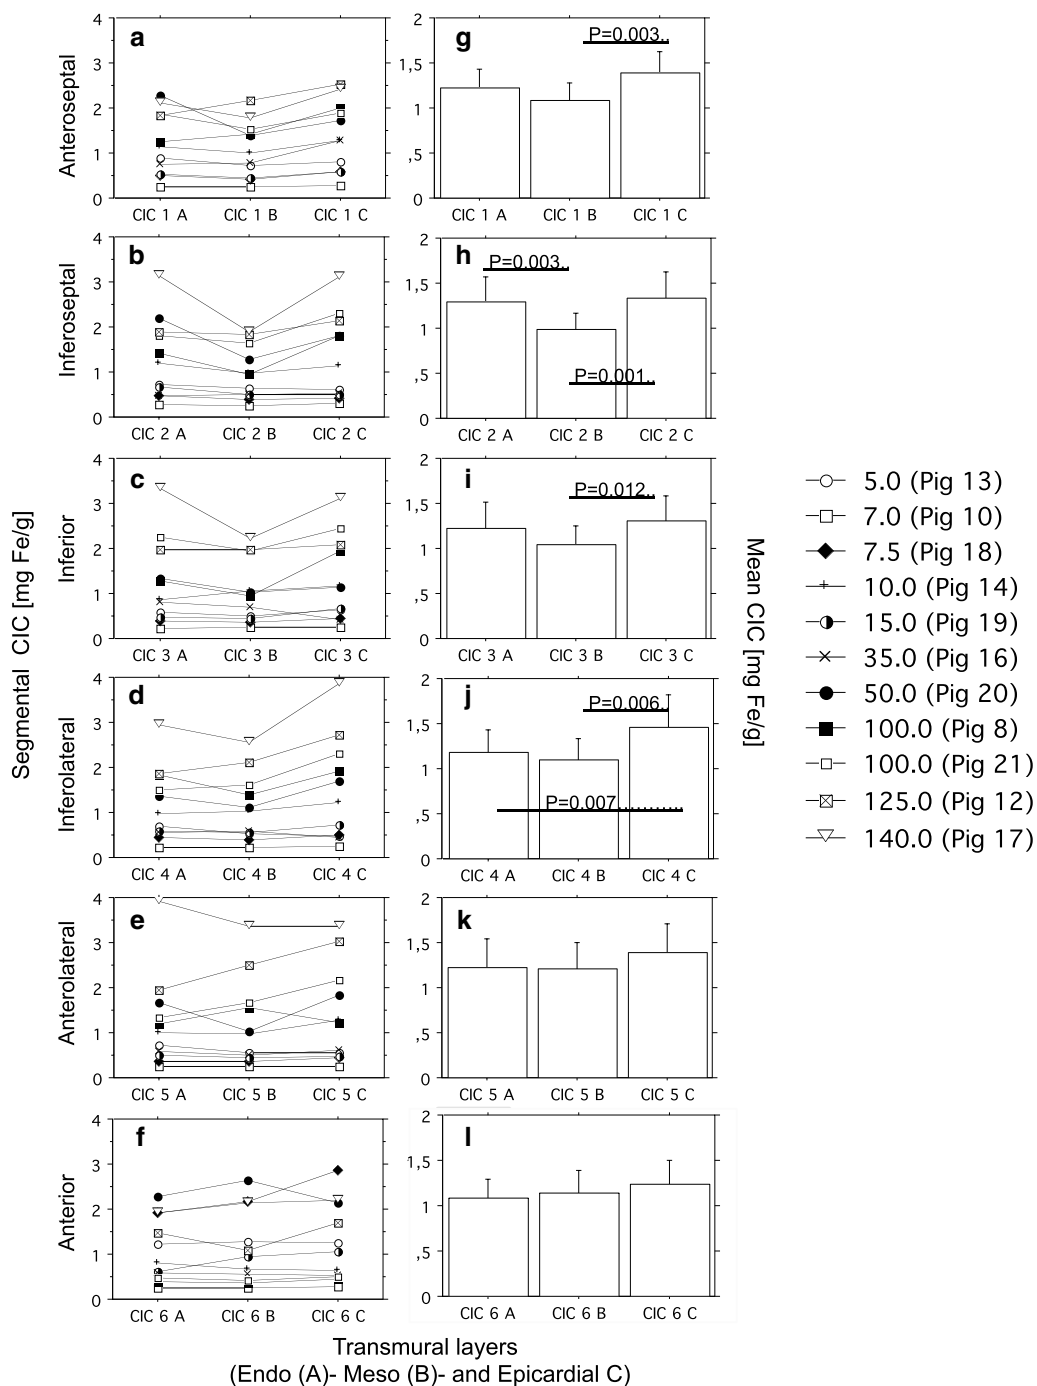 Segmental CIC [mg Fe/g]
Anteroseptal
a
4
3
2
1
0
CIC 1 A CIC 1 B CIC 1 C
g
P=0.003..
2
1,5
1
,5
0
CIC 1 A CIC 1 B CIC 1 C
Inferoseptal
b
4
3
2
1
0
CIC 2 A CIC 2 B CIC 2 C
h
P=0.003..
P=0.001..
2
1,5
1
,5
0
CIC 2 A CIC 2 B CIC 2 C
Inferior
c
4
3
2
1
0
CIC 3 A CIC 3 B CIC 3 C
i
P=0.012..
2
1,5
1
,5
0
CIC 3 A CIC 3 B CIC 3 C
Inferolateral
d
4
3
2
1
0
CIC 4 A CIC 4 B CIC 4 C
j
P=0.006..
P=0.007..........
2
1,5
1
,5
0
CIC 4 A CIC 4 B CIC 4 C
Anterolateral
e
4
3
2
1
0
CIC 5 A CIC 5 B CIC 5 C
k
2
1,5
1
,5
0
CIC 5 A CIC 5 B CIC 5 C
Anterior
f
4
3
2
1
0
CIC 6 A CIC 6 B CIC 6 C
l
2
1,5
1
,5
0
CIC 6 A CIC 6 B CIC 6 C
Mean CIC [mg Fe/g]
5.0 (Pig 13)
7.0 (Pig 10)
7.5 (Pig 18)
10.0 (Pig 14)
15.0 (Pig 19)
35.0 (Pig 16)
50.0 (Pig 20)
100.0 (Pig 8)
100.0 (Pig 21)
125.0 (Pig 12)
140.0 (Pig 17)
Transmural layers
(Endo (A)- Meso (B)- and Epicardial C)